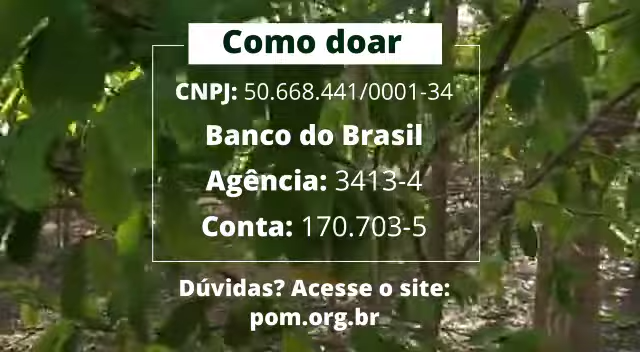 Como doar
CNPJ: 50.668.441/0001-34
Banco do Brasil
Agência: 3413-4
Conta: 170.703-5
Dúvidas? Acesse o site:
pom.org.br